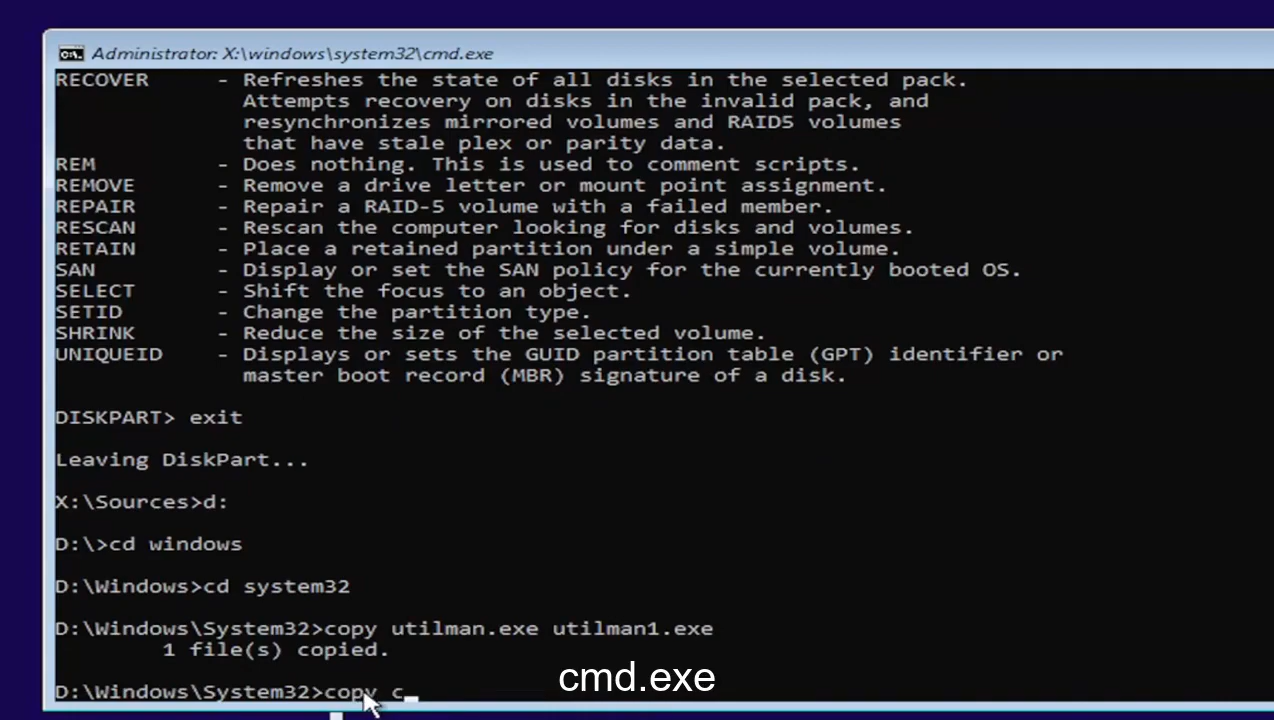 Administrator: X:\windows\system32\cmd.exe
RECOVER - Refreshes the state of all disks in the selected pack.
Attempts recovery on disks in the invalid pack, and
resynchronizes mirrored volumes and RAID5 volumes
that have stale plex or parity data.
REM - Does nothing. This is used to comment scripts.
REMOVE - Remove a drive letter or mount point assignment.
REPAIR - Repair a RAID-5 volume with a failed member.
RESCAN - Rescan the computer looking for disks and volumes.
RETAIN - Place a retained partition under a simple volume.
SAN - Display or set the SAN policy for the currently booted OS.
SELECT - Shift the focus to an object.
SETID - Change the partition type.
SHRINK - Reduce the size of the selected volume.
UNIQUEID - Displays or sets the GUID partition table (GPT) identifier or
master boot record (MBR) signature of a disk.
DISKPART> exit
Leaving DiskPart...
X:\Sources>d:
D:\>cd windows
D:\Windows>cd system32
D:\Windows\System32>copy utilman.exe utilman1.exe
1 file(s) copied.
D:\Windows\System32>copy c_
cmd.exe